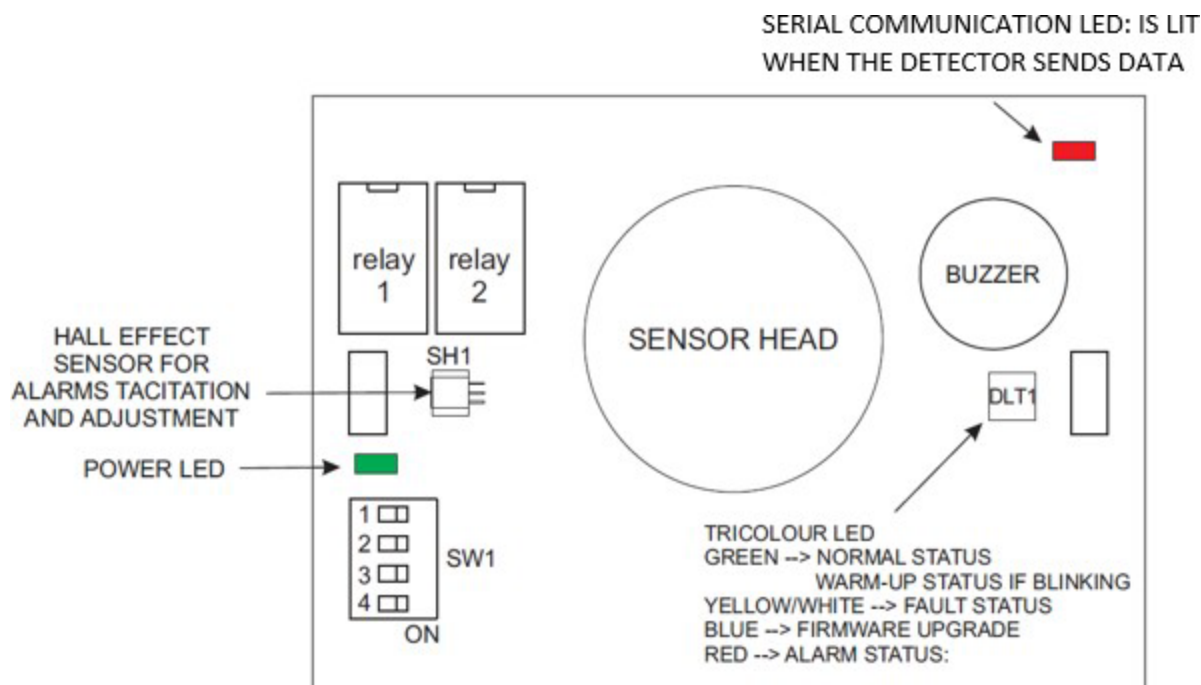 SERIAL COMMUNICATION LED: IS LIT
WHEN THE DETECTOR SENDS DATA
relay
1
relay
2
SENSOR HEAD
BUZZER
HALL EFFECT
SENSOR FOR
ALARMS TACITATION
AND ADJUSTMENT
SH1
DLT1
POWER LED
1
2
3
4
SW1
ON
TRICOLOUR LED
GREEN --> NORMAL STATUS
WARM-UP STATUS IF BLINKING
YELLOW/WHITE --> FAULT STATUS
BLUE --> FIRMWARE UPGRADE
RED --> ALARM STATUS: